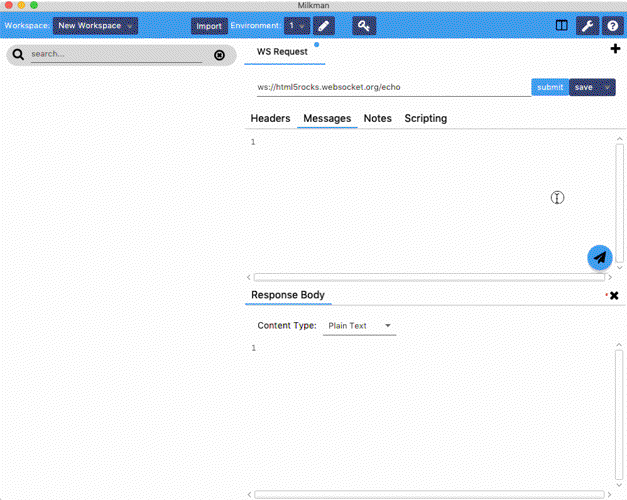 Milkman
Workspace: New Workspace Import Environment: 1
search...
WS Request
ws://html5rocks.websocket.org/echo submit save
Headers Messages Notes Scripting
1
Response Body
Content Type: Plain Text
1